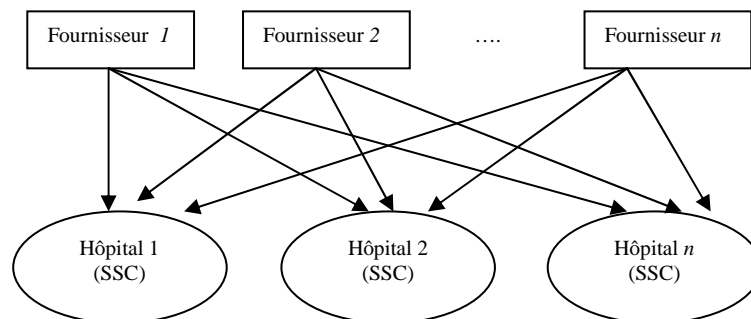 Fournisseur 1
Fournisseur 2
….
Fournisseur n
Hôpital 1
(SSC)
Hôpital 2
(SSC)
Hôpital n
(SSC)